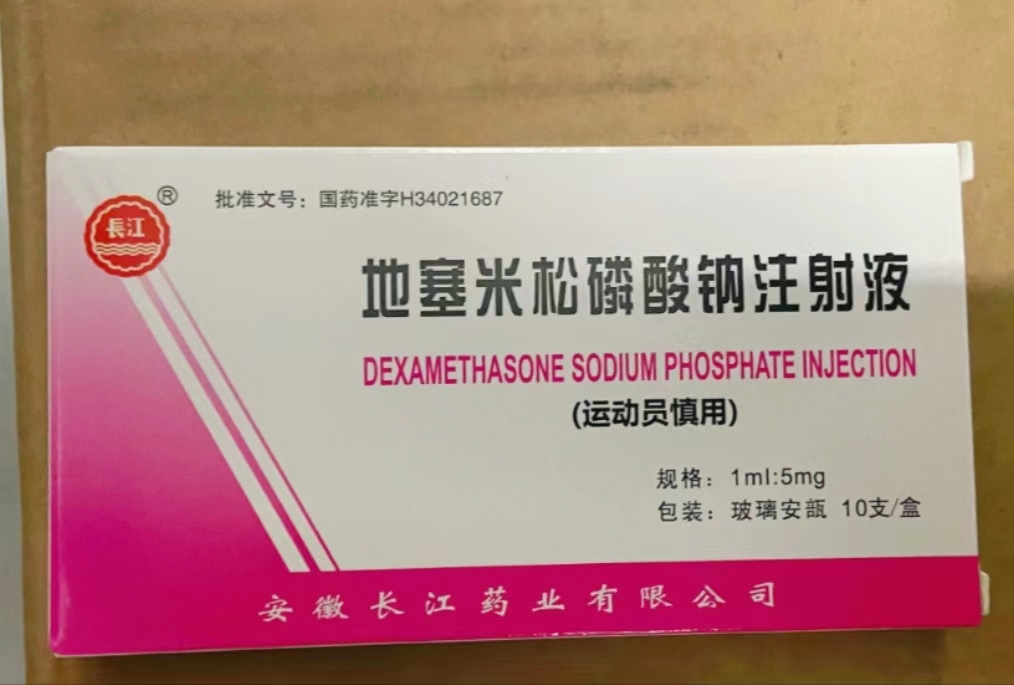 長江 ®
批准文号：国药准字H34021687
地塞米松磷酸钠注射液
DEXAMETHASONE SODIUM PHOSPHATE INJECTION
(运动员慎用)
规格：1ml:5mg
包装：玻璃安瓿 10支/盒
安徽长江药业有限公司